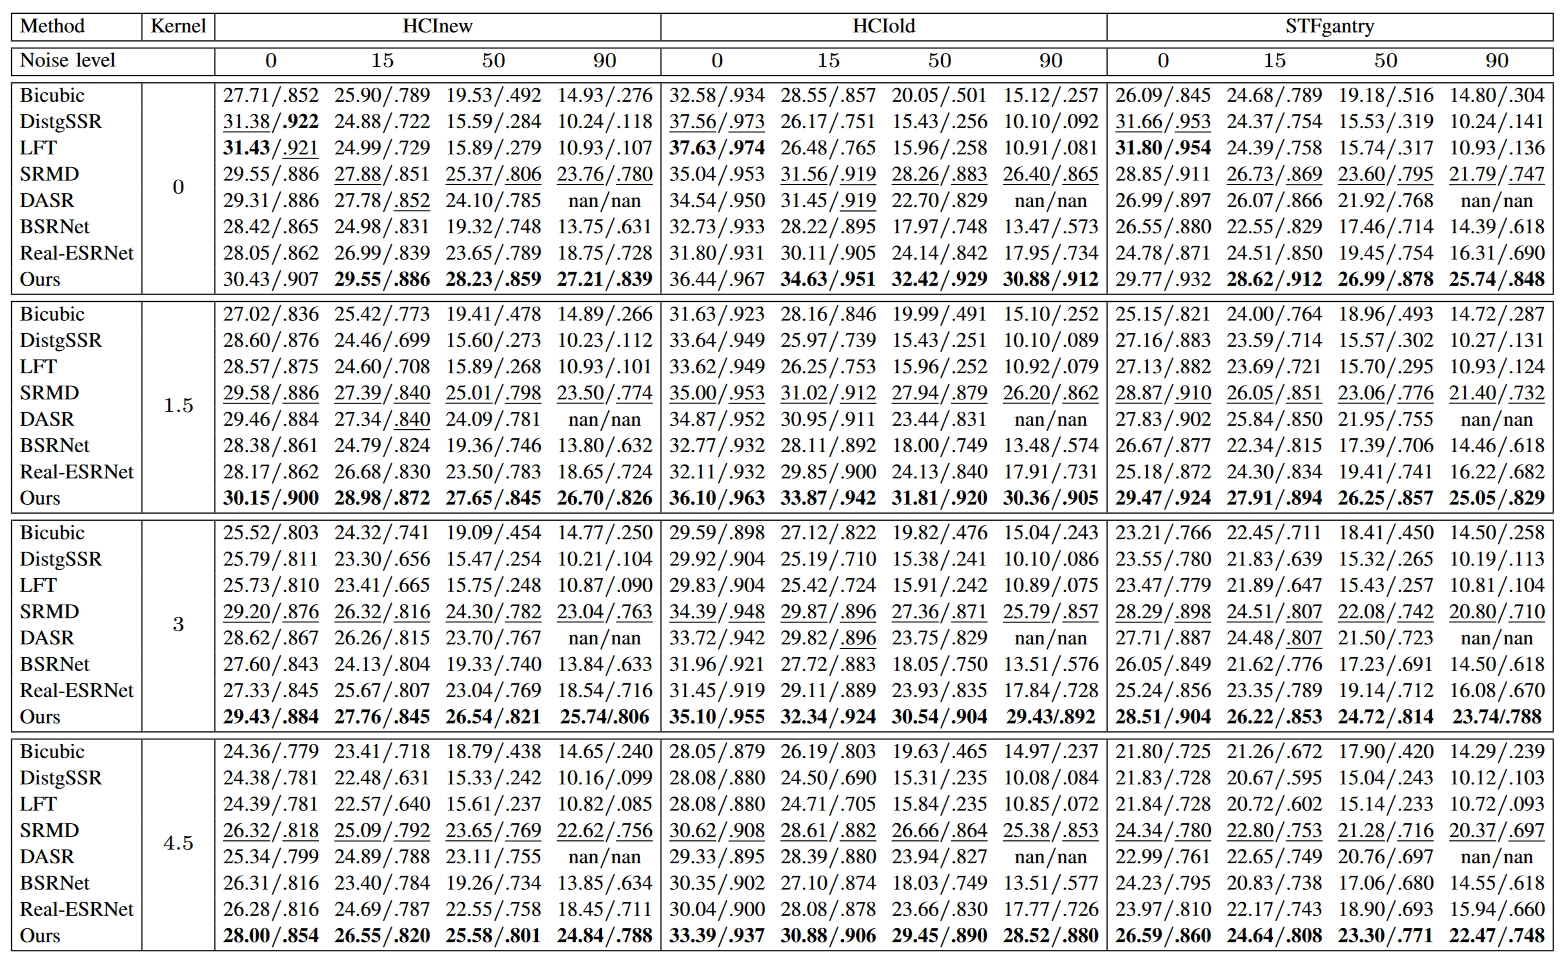 Method Kernel HCInew HCIold STFgantry
Noise level 0 15 50 90 0 15 50 90 0 15 50 90
Bicubic 27.71/.852 25.90/.789 19.53/.492 14.93/.276 32.58/.934 28.55/.857 20.05/.501 15.12/.257 26.09/.845 24.68/.789 19.18/.516 14.80/.304
DistgSSR 31.38/.922 24.88/.722 15.59/.284 10.24/.118 37.56/.973 26.17/.751 15.43/.256 10.10/.092 31.66/.953 24.37/.754 15.53/.319 10.24/.141
LFT 31.43/.921 24.99/.729 15.89/.279 10.93/.107 37.63/.974 26.48/.765 15.96/.258 10.91/.081 31.80/.954 24.39/.758 15.74/.317 10.93/.136
SRMD 29.55/.886 27.88/.851 25.37/.806 23.76/.780 35.04/.953 31.56/.919 28.26/.883 26.40/.865 28.85/.911 26.73/.869 23.60/.795 21.79/.747
0
DASR 29.31/.886 27.78/.852 24.10/.785 nan/nan 34.54/.950 31.45/.919 22.70/.829 nan/nan 26.99/.897 26.07/.866 21.92/.768 nan/nan
BSRNet 28.42/.865 24.98/.831 19.32/.748 13.75/.631 32.73/.933 28.22/.895 17.97/.748 13.47/.573 26.55/.880 22.55/.829 17.46/.714 14.39/.618
Real-ESRNet 28.05/.862 26.99/.839 23.65/.789 18.75/.728 31.80/.931 30.11/.905 24.14/.842 17.95/.734 24.78/.871 24.51/.850 19.45/.754 16.31/.690
Ours 30.43/.907 29.55/.886 28.23/.859 27.21/.839 36.44/.967 34.63/.951 32.42/.929 30.88/.912 29.77/.932 28.62/.912 26.99/.878 25.74/.848
Bicubic 27.02/.836 25.42/.773 19.41/.478 14.89/.266 31.63/.923 28.16/.846 19.99/.491 15.10/.252 25.15/.821 24.00/.764 18.96/.493 14.72/.287
DistgSSR 28.60/.876 24.46/.699 15.60/.273 10.23/.112 33.64/.949 25.97/.739 15.43/.251 10.10/.089 27.16/.883 23.59/.714 15.57/.302 10.27/.131
LFT 28.57/.875 24.60/.708 15.89/.268 10.93/.101 33.62/.949 26.25/.753 15.96/.252 10.92/.079 27.13/.882 23.69/.721 15.70/.295 10.93/.124
SRMD 29.58/.886 27.39/.840 25.01/.798 23.50/.774 35.00/.953 31.02/.912 27.94/.879 26.20/.862 28.87/.910 26.05/.851 23.06/.776 21.40/.732
1.5
DASR 29.46/.884 27.34/.840 24.09/.781 nan/nan 34.87/.952 30.95/.911 23.44/.831 nan/nan 27.83/.902 25.84/.850 21.95/.755 nan/nan
BSRNet 28.38/.861 24.79/.824 19.36/.746 13.80/.632 32.77/.932 28.11/.892 18.00/.749 13.48/.574 26.67/.877 22.34/.815 17.39/.706 14.46/.618
Real-ESRNet 28.17/.862 26.68/.830 23.50/.783 18.65/.724 32.11/.932 29.85/.900 24.13/.840 17.91/.731 25.18/.872 24.30/.834 19.41/.741 16.22/.682
Ours 30.15/.900 28.98/.872 27.65/.845 26.70/.826 36.10/.963 33.87/.942 31.81/.920 30.36/.905 29.47/.924 27.91/.894 26.25/.857 25.05/.829
Bicubic 25.52/.803 24.32/.741 19.09/.454 14.77/.250 29.59/.898 27.12/.822 19.82/.476 15.04/.243 23.21/.766 22.45/.711 18.41/.450 14.50/.258
DistgSSR 25.79/.811 23.30/.656 15.47/.254 10.21/.104 29.92/.904 25.19/.710 15.38/.241 10.10/.086 23.55/.780 21.83/.639 15.32/.265 10.19/.113
LFT 25.73/.810 23.41/.665 15.75/.248 10.87/.090 29.83/.904 25.42/.724 15.91/.242 10.89/.075 23.47/.779 21.89/.647 15.43/.257 10.81/.104
SRMD 29.20/.876 26.32/.816 24.30/.782 23.04/.763 34.39/.948 29.87/.896 27.36/.871 25.79/.857 28.29/.898 24.51/.807 22.08/.742 20.80/.710
3
DASR 28.62/.867 26.26/.815 23.70/.767 nan/nan 33.72/.942 29.82/.896 23.75/.829 nan/nan 27.71/.887 24.48/.807 21.50/.723 nan/nan
BSRNet 27.60/.843 24.13/.804 19.33/.740 13.84/.633 31.96/.921 27.72/.883 18.05/.750 13.51/.576 26.05/.849 21.62/.776 17.23/.691 14.50/.618
Real-ESRNet 27.33/.845 25.67/.807 23.04/.769 18.54/.716 31.45/.919 29.11/.889 23.93/.835 17.84/.728 25.24/.856 23.35/.789 19.14/.712 16.08/.670
Ours 29.43/.884 27.76/.845 26.54/.821 25.74/.806 35.10/.955 32.34/.924 30.54/.904 29.43/.892 28.51/.904 26.22/.853 24.72/.814 23.74/.788
Bicubic 24.36/.779 23.41/.718 18.79/.438 14.65/.240 28.05/.879 26.19/.803 19.63/.465 14.97/.237 21.80/.725 21.26/.672 17.90/.420 14.29/.239
DistgSSR 24.38/.781 22.48/.631 15.33/.242 10.16/.099 28.08/.880 24.50/.690 15.31/.235 10.08/.084 21.83/.728 20.67/.595 15.04/.243 10.12/.103
LFT 24.39/.781 22.57/.640 15.61/.237 10.82/.085 28.08/.880 24.71/.705 15.84/.235 10.85/.072 21.84/.728 20.72/.602 15.14/.233 10.72/.093
SRMD 26.32/.818 25.09/.792 23.65/.769 22.62/.756 30.62/.908 28.61/.882 26.66/.864 25.38/.853 24.34/.780 22.80/.753 21.28/.716 20.37/.697
4.5
DASR 25.34/.799 24.89/.788 23.11/.755 nan/nan 29.33/.895 28.39/.880 23.94/.827 nan/nan 22.99/.761 22.65/.749 20.76/.697 nan/nan
BSRNet 26.31/.816 23.40/.784 19.26/.734 13.85/.634 30.35/.902 27.10/.874 18.03/.749 13.51/.577 24.23/.795 20.83/.738 17.06/.680 14.55/.618
Real-ESRNet 26.28/.816 24.69/.787 22.55/.758 18.45/.711 30.04/.900 28.08/.878 23.66/.830 17.77/.726 23.97/.810 22.17/.743 18.90/.693 15.94/.660
Ours 28.00/.854 26.55/.820 25.58/.801 24.84/.788 33.39/.937 30.88/.906 29.45/.890 28.52/.880 26.59/.860 24.64/.808 23.30/.771 22.47/.748